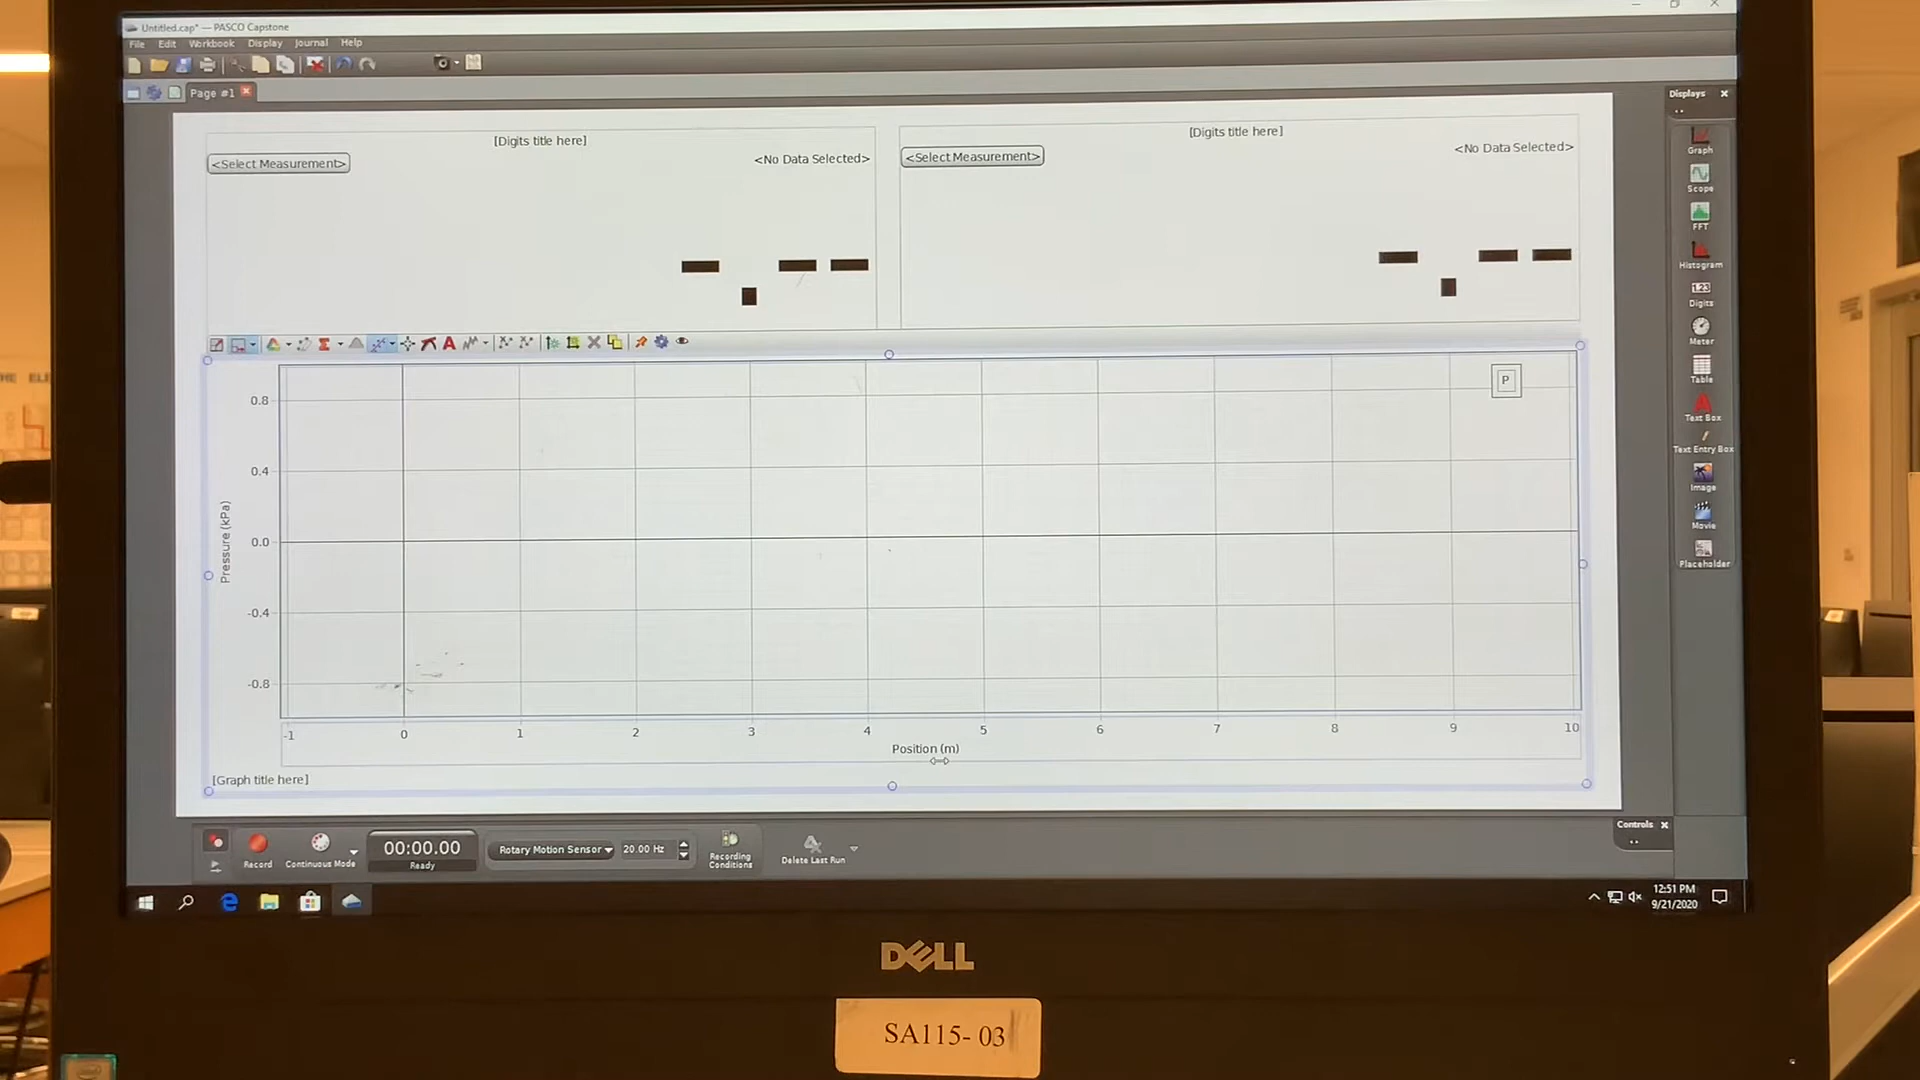 Untitled.cap* — PASCO Capstone
File Edit Workbook Display Journal Help
Page #1
Displays
[Digits title here]
[Digits title here]
<Select Measurement>
<No Data Selected>
<Select Measurement>
<No Data Selected>
Graph
Scope
FFT
Histogram
1.23
Digits
Meter
Table
Text Box
Text Entry Box
Image
Movie
Placeholder
P
0.8
0.4
0.0
-0.4
-0.8
Pressure (kPa)
-1 0 1 2 3 4 5 6 7 8 9 10
Position (m)
[Graph title here]
Controls
Record
Continuous Mode
00:00.00
Ready
Rotary Motion Sensor
20.00 Hz
Recording
Conditions
Delete Last Run
12:51 PM
9/21/2020
DELL
SA115- 03